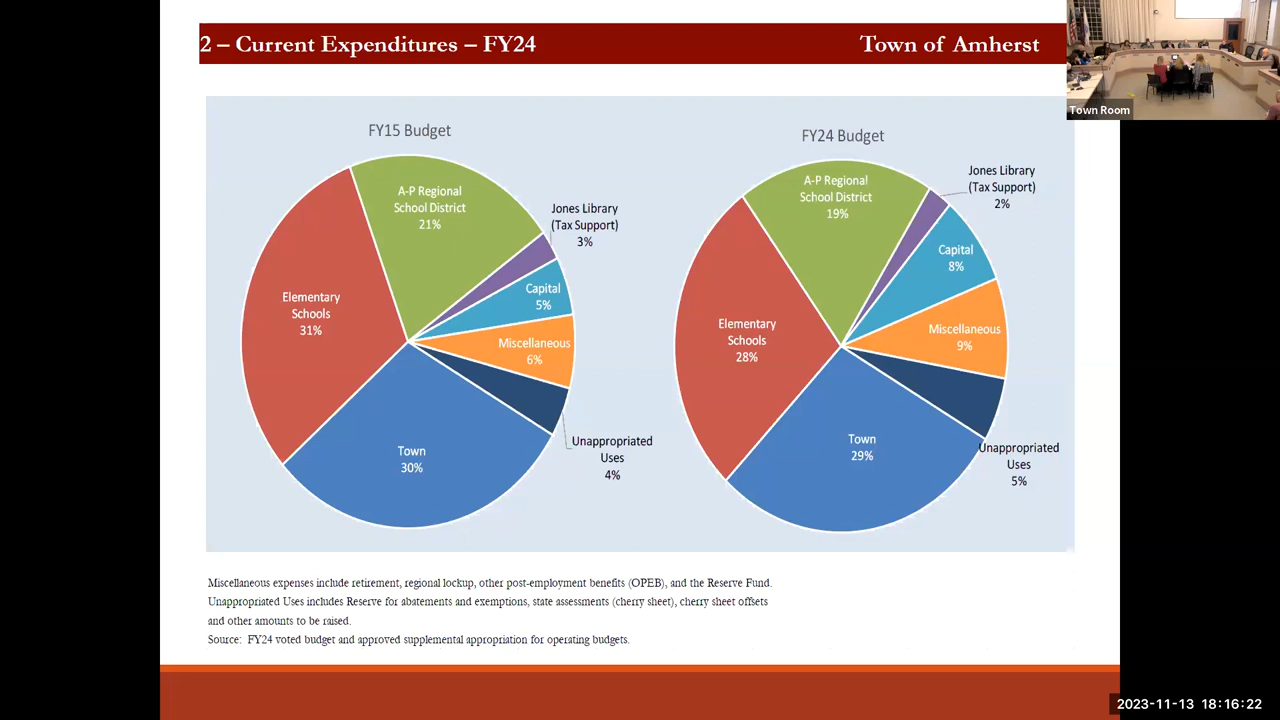 2 – Current Expenditures – FY24
Town of Amherst
Town Room
FY15 Budget
A-P Regional
School District
21%
Jones Library
(Tax Support)
3%
Capital
5%
Miscellaneous
6%
Unappropriated
Uses
4%
Town
30%
Elementary
Schools
31%
FY24 Budget
A-P Regional
School District
19%
Jones Library
(Tax Support)
2%
Capital
8%
Miscellaneous
9%
Unappropriated
Uses
5%
Town
29%
Elementary
Schools
28%
Miscellaneous expenses include retirement, regional lockup, other post-employment benefits (OPEB), and the Reserve Fund.
Unappropriated Uses includes Reserve for abatements and exemptions, state assessments (cherry sheet), cherry sheet offsets
and other amounts to be raised.
Source: FY24 voted budget and approved supplemental appropriation for operating budgets.
2023-11-13 18:16:22